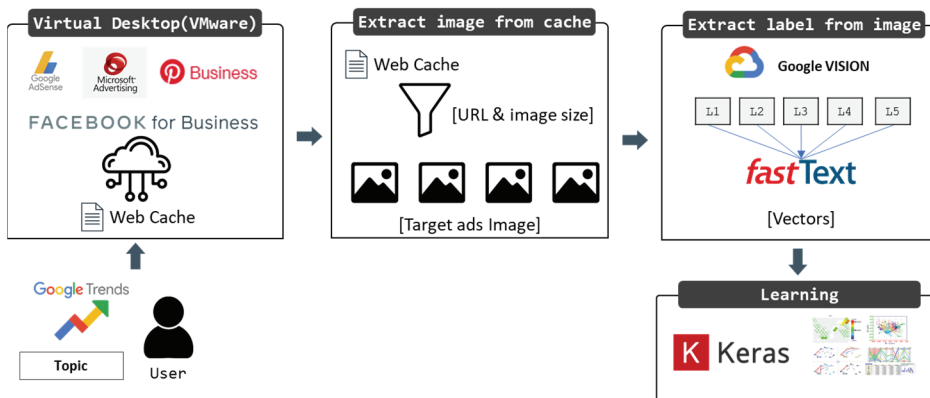 Virtual Desktop(VMware)
Google
AdSense
Microsoft
Advertising
Business
FACEBOOK for Business
Web Cache
Google Trends
Topic
User
Extract image from cache
Web Cache
[URL & image size]
[Target ads Image]
Extract label from image
Google VISION
L1 L2 L3 L4 L5
fastText
[Vectors]
Learning
K Keras